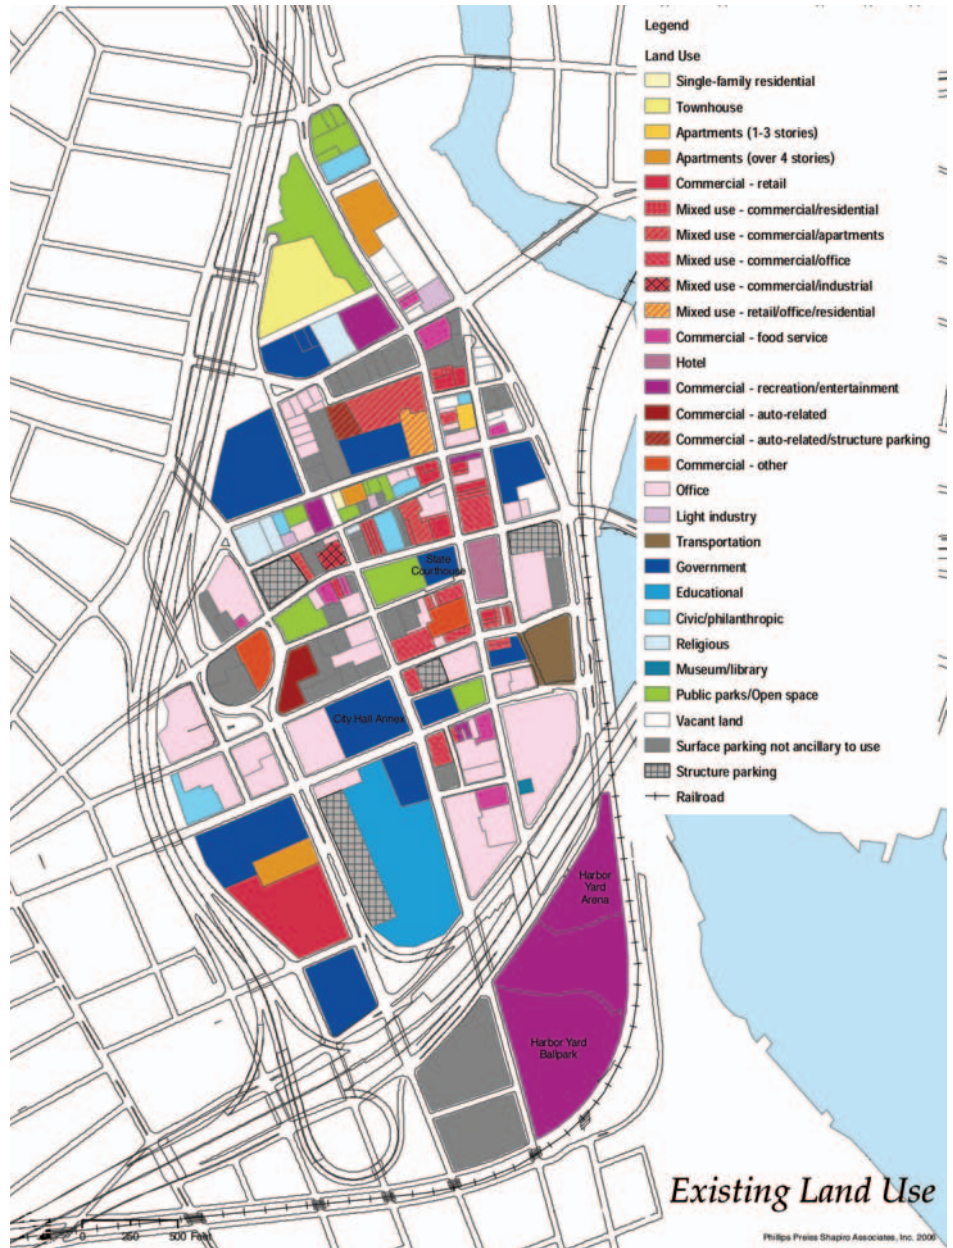 Legend
Land Use
Single-family residential
Townhouse
Apartments (1-3 stories)
Apartments (over 4 stories)
Commercial - retail
Mixed use - commercial/residential
Mixed use - commercial/apartments
Mixed use - commercial/office
Mixed use - commercial/industrial
Mixed use - retail/office/residential
Commercial - food service
Hotel
Commercial - recreation/entertainment
Commercial - auto-related
Commercial - auto-related/structure parking
Commercial - other
Office
Light industry
Transportation
Government
Educational
Civic/philanthropic
Religious
Museum/library
Public parks/Open space
Vacant land
Surface parking not ancillary to use
Structure parking
Railroad
State
Courthouse
City Hall Annex
Harbor
Yard
Arena
Harbor Yard
Ballpark
Existing Land Use
0 250 500 Feet
Phillips Preiss Shapiro Associates, Inc. 2006